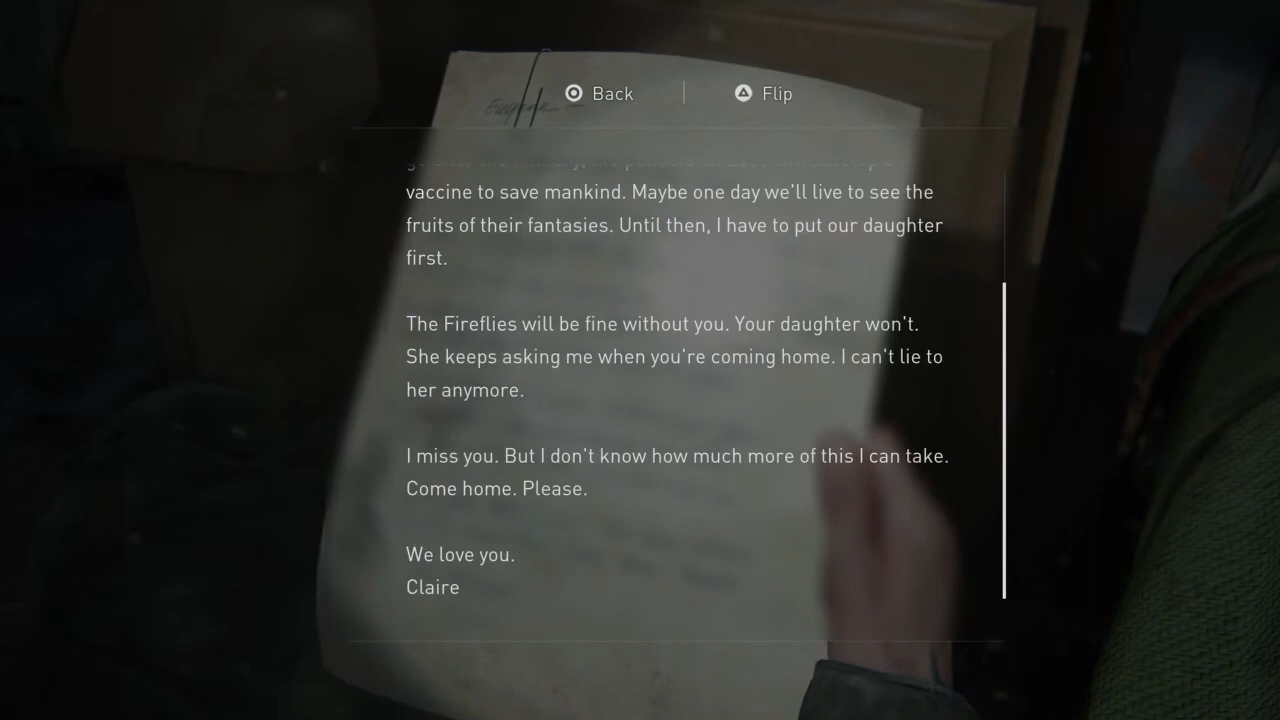 Back
Flip
Eugene
vaccine to save mankind. Maybe one day we'll live to see the
fruits of their fantasies. Until then, I have to put our daughter
first.
The Fireflies will be fine without you. Your daughter won't.
She keeps asking me when you're coming home. I can't lie to
her anymore.
I miss you. But I don't know how much more of this I can take.
Come home. Please.
We love you.
Claire